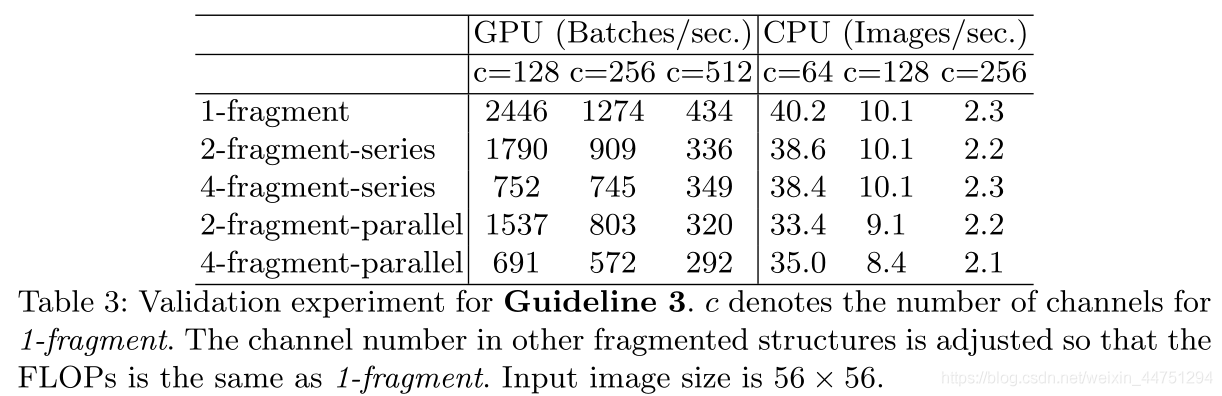 GPU (Batches/sec.) CPU (Images/sec.)
c=128 c=256 c=512 c=64 c=128 c=256
1-fragment 2446 1274 434 40.2 10.1 2.3
2-fragment-series 1790 909 336 38.6 10.1 2.2
4-fragment-series 752 745 349 38.4 10.1 2.3
2-fragment-parallel 1537 803 320 33.4 9.1 2.2
4-fragment-parallel 691 572 292 35.0 8.4 2.1
Table 3: Validation experiment for Guideline 3. c denotes the number of channels for
1-fragment. The channel number in other fragmented structures is adjusted so that the
FLOPs is the same as 1-fragment. Input image size is 56 × 56.
https://blog.csdn.net/weixin_44751294